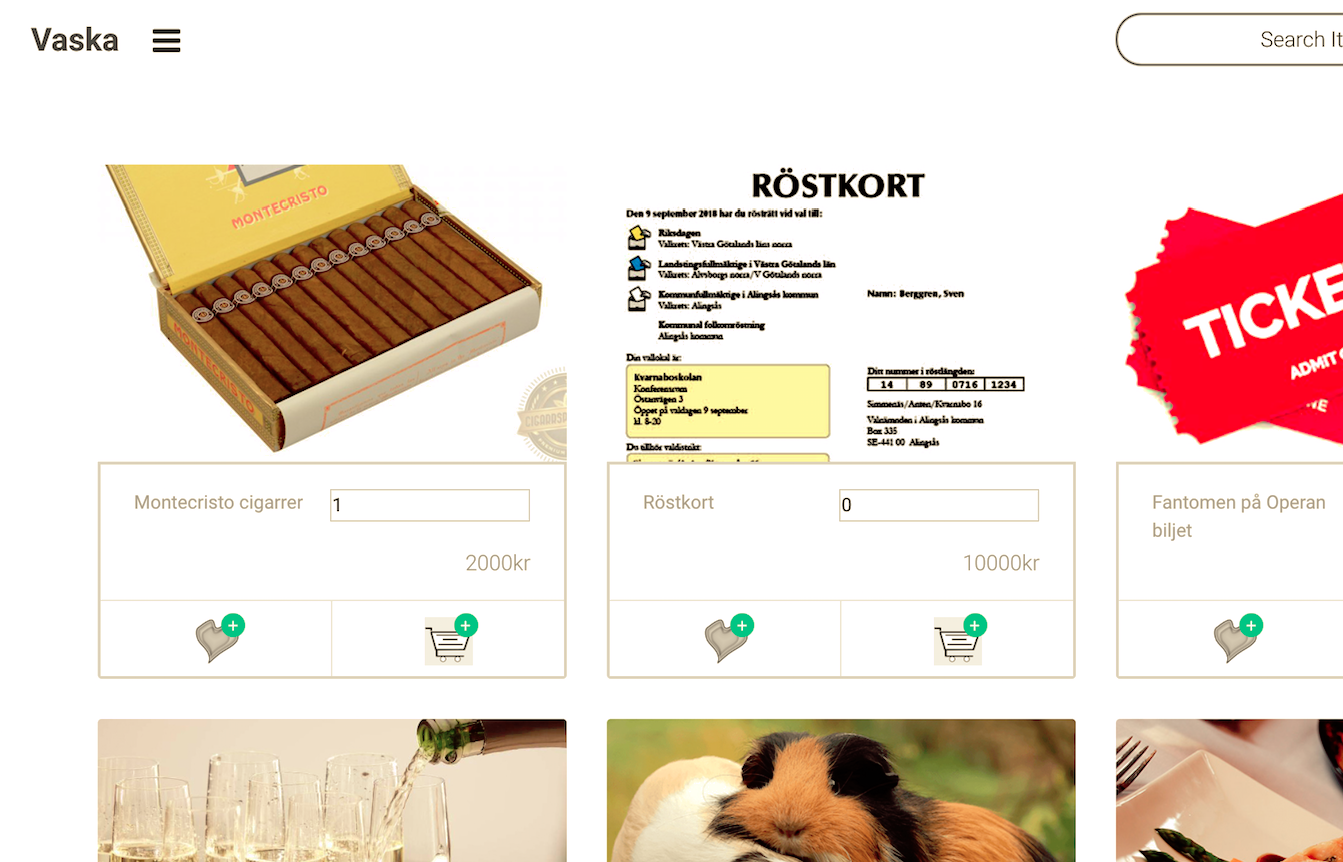 Vaska
Search It
MONTECRISTO
MONTECRISTO
RÖSTKORT
Den 9 september 2018 har du rösträtt vid val till:
Riksdagen
Valkrets: Västra Götalands läns norra
Landstingsfullmäktige i Västra Götalands län
Valkrets: Älvsborgs norra/V Götalands norra
Kommunfullmäktige i Alingsås kommun
Valkrets: Alingsås
Namn: Berggren, Sven
Kommunal folkomröstning
Alingsås kommun
Din vallokal är:
Kvarnaboskolan
Konferensrum
Östanvägen 3
Öppet på valdagen 9 september
kl. 8-20
Du tillhör valdistrikt:
Ditt nummer i röstlängden:
14 89 0716 1234
Simmenäs/Anten/Kvarnabo 16
Valnämnden i Alingsås kommun
Box 335
SE-441 00 Alingsås
TICKE
ADMIT
NE
Montecristo cigarrer
1
2000kr
Röstkort
0
10000kr
Fantomen på Operan
biljet